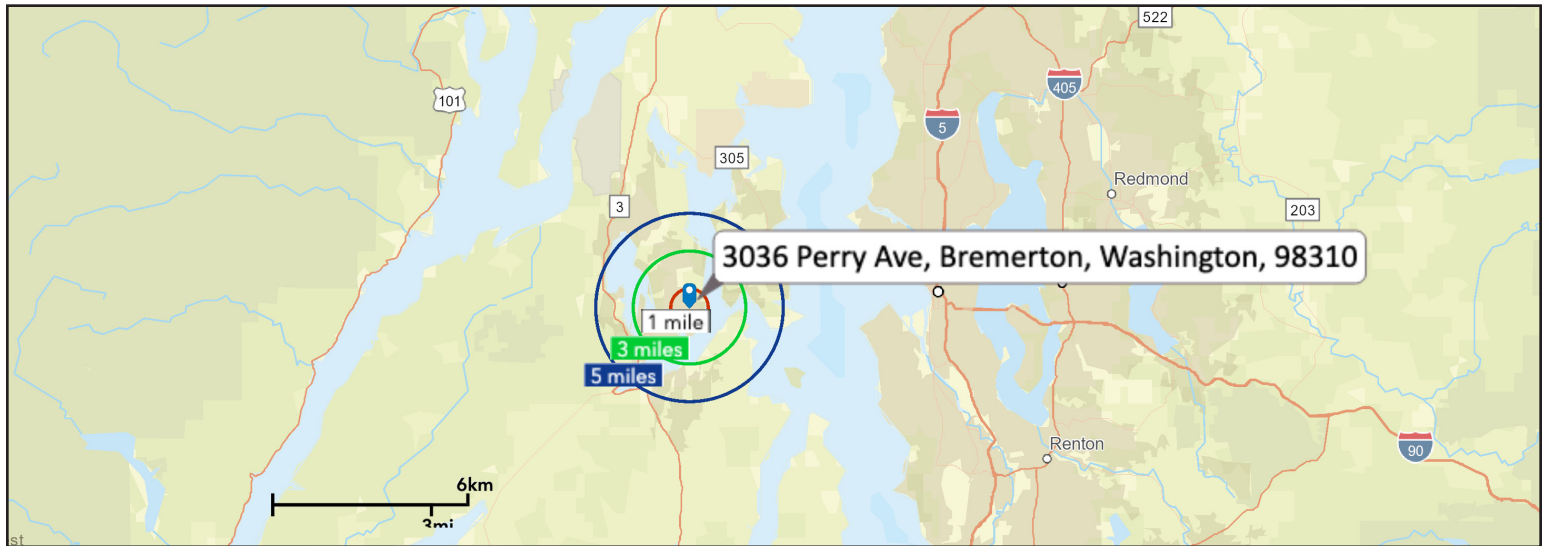 522
101
405
5
305
Redmond
3
203
3036 Perry Ave, Bremerton, Washington, 98310
1 mile
3 miles
5 miles
Renton
90
6km
3mi
st